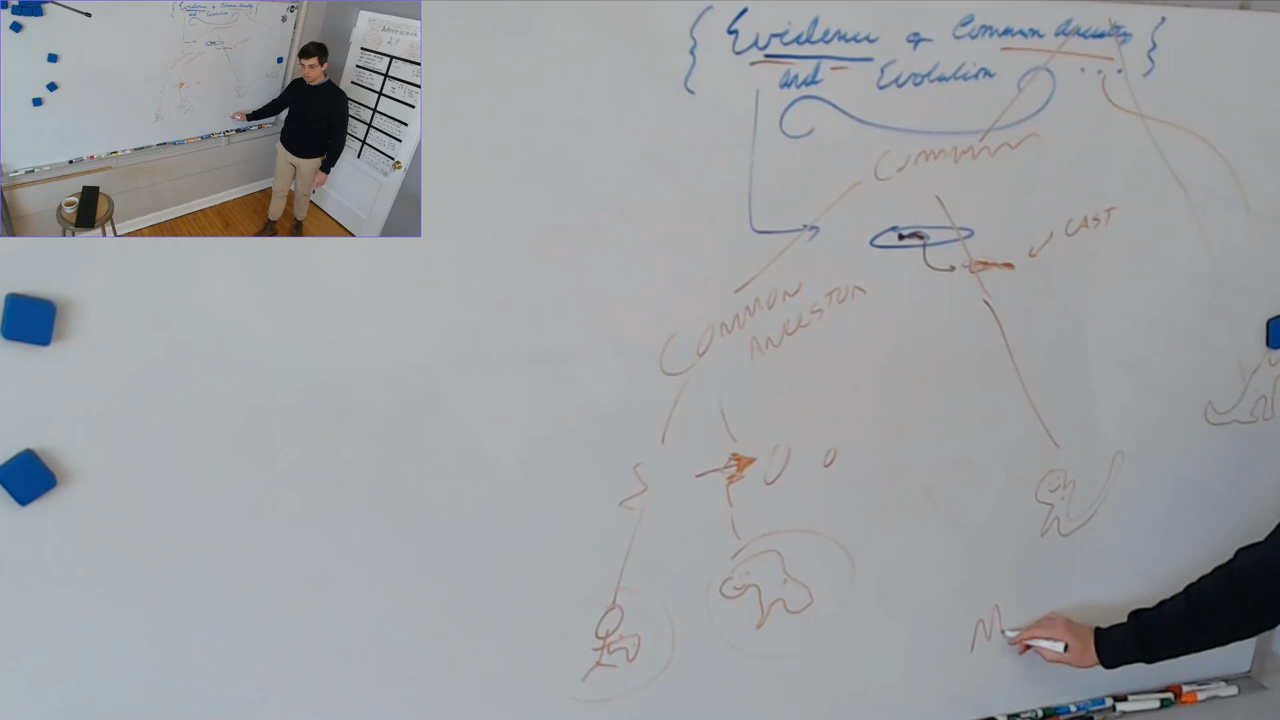 { Evidence of Common Ancestry
and Evolution ... }
Common
CAST
COMMON
ANCESTOR
M